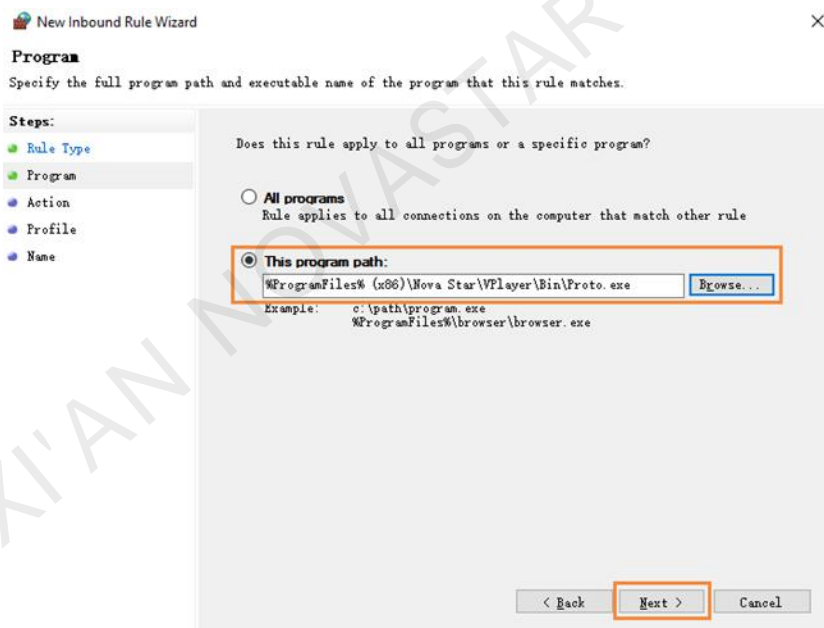 New Inbound Rule Wizard
Program
Specify the full program path and executable name of the program that this rule matches.
Steps:
Rule Type
Program
Action
Profile
Name
Does this rule apply to all programs or a specific program?
All programs
Rule applies to all connections on the computer that match other rule
This program path:
%ProgramFiles% (x86)\Nova Star\VPlayer\Bin\Proto.exe
Browse...
Example: c:\path\program.exe
%ProgramFiles%\browser\browser.exe
< Back
Next >
Cancel
XI'AN NOVASTAR